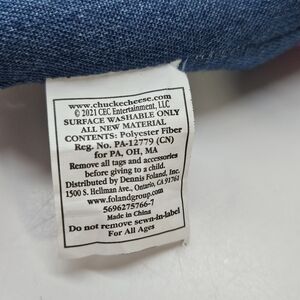 www.chuckecheese.com
© 2021 CEC Entertainment, LLC
SURFACE WASHABLE ONLY
ALL NEW MATERIAL
CONTENTS: Polyester Fiber
Reg. No. PA-12779 (CN)
for PA, OH, MA
Remove all tags and accessories
before giving to a child.
Distributed by Dennis Foland, Inc.
1500 S. Hellman Ave., Ontario, CA 91761
www.folandgroup.com
5696275766-7
Made in China
Do not remove sewn-in-label
For All Ages